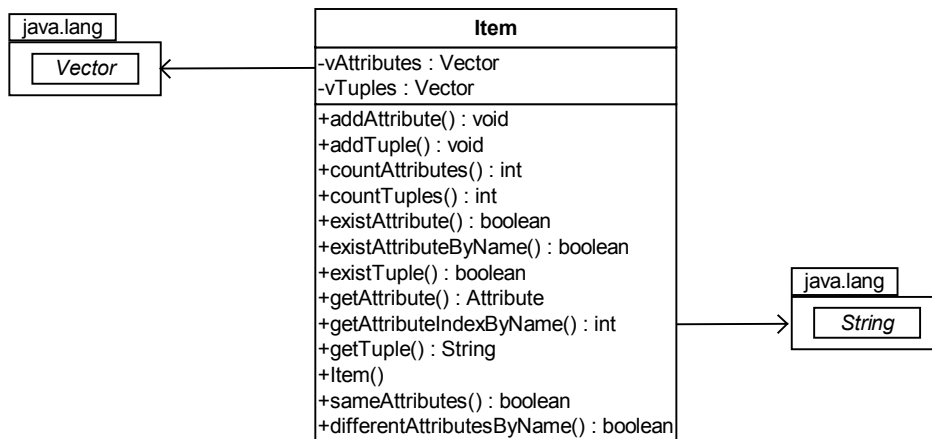 java.lang
Vector
Item
-vAttributes : Vector
-vTuples : Vector
+addAttribute() : void
+addTuple() : void
+countAttributes() : int
+countTuples() : int
+existAttribute() : boolean
+existAttributeByName() : boolean
+existTuple() : boolean
+getAttribute() : Attribute
+getAttributeIndexByName() : int
+getTuple() : String
+Item()
+sameAttributes() : boolean
+differentAttributesByName() : boolean
java.lang
String